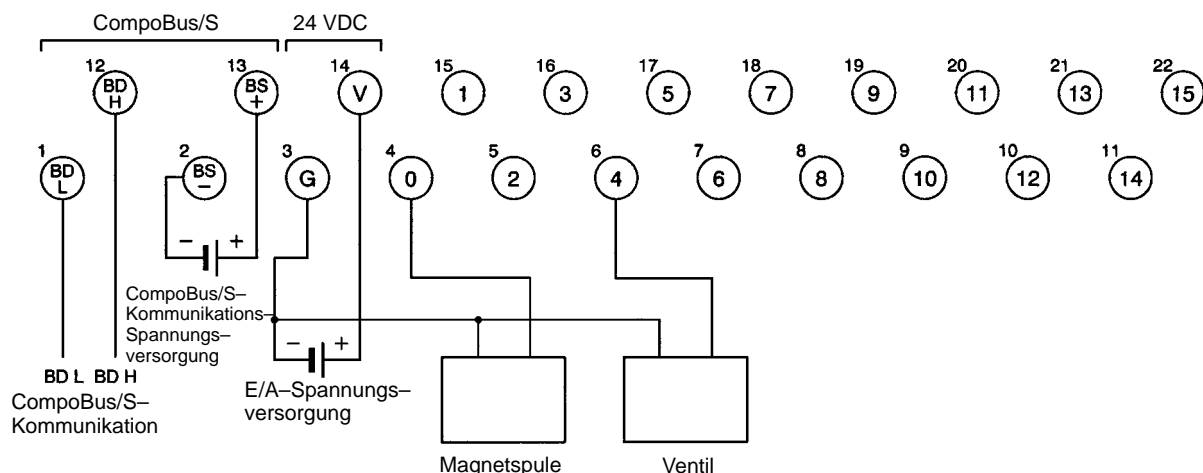 CompoBus/S 24 VDC
12 13 14 15 16 17 18 19 20 21 22
BD H BS + V 1 3 5 7 9 11 13 15
1 2 3 4 5 6 7 8 9 10 11
BD L BS – G 0 2 4 6 8 10 12 14
– +
CompoBus/S–
Kommunikations–
Spannungs–
versorgung
– +
BD L BD H
CompoBus/S–
Kommunikation
E/A–Spannungs–
versorgung
Magnetspule Ventil